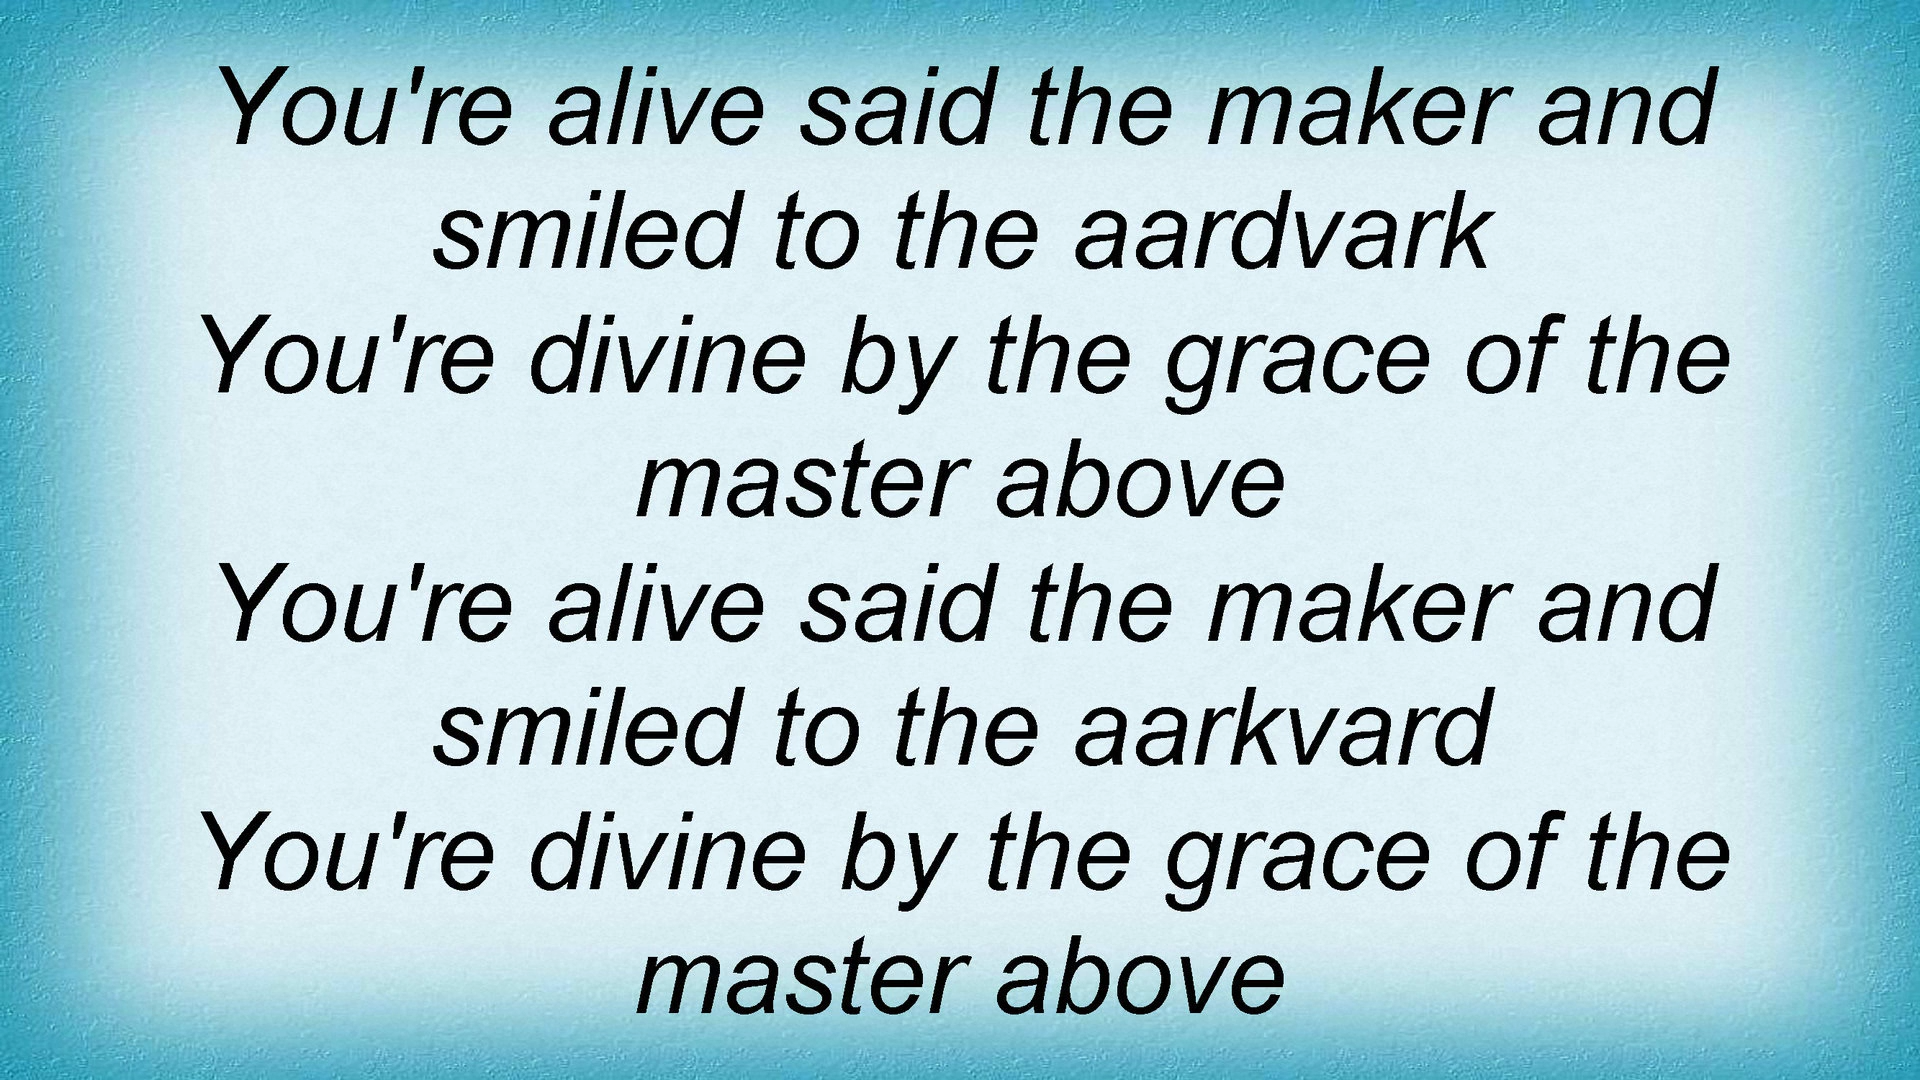 You're alive said the maker and
smiled to the aardvark
You're divine by the grace of the
master above
You're alive said the maker and
smiled to the aarkvard
You're divine by the grace of the
master above